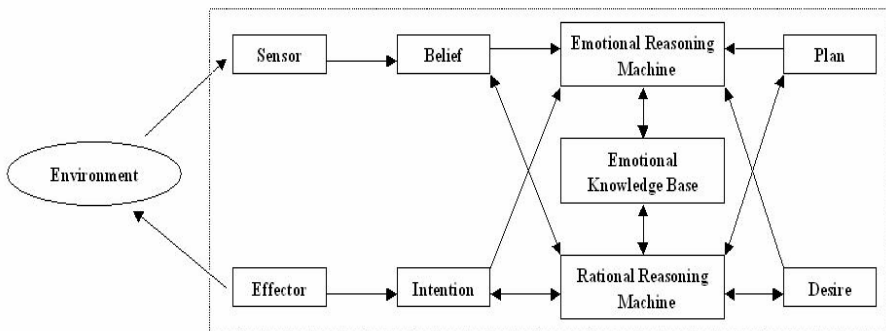 Sensor
Belief
Emotional Reasoning
Machine
Plan
Environment
Emotional
Knowledge Base
Effector
Intention
Rational Reasoning
Machine
Desire